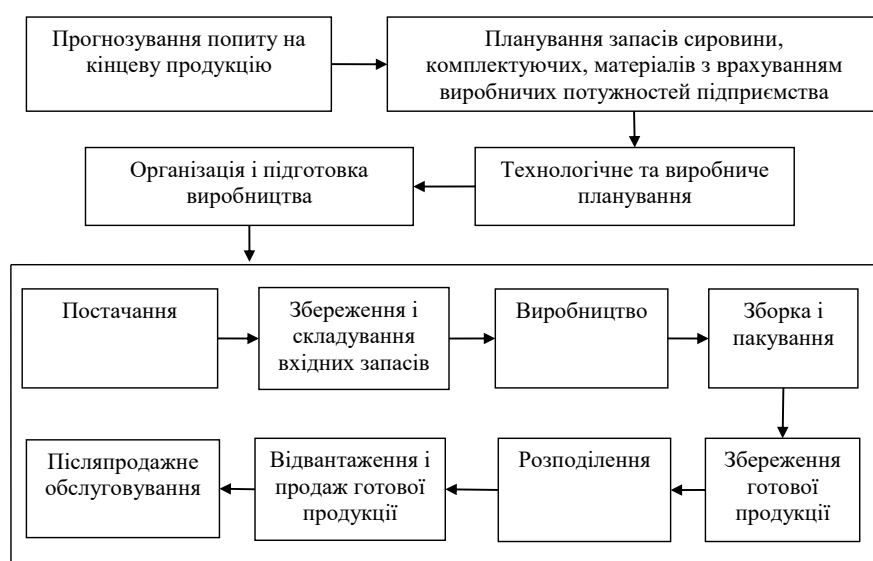 Прогнозування попиту на
кінцеву продукцію
Планування запасів сировини,
комплектуючих, матеріалів з врахуванням
виробничих потужностей підприємства
Організація і підготовка
виробництва
Технологічне та виробниче
планування
Постачання
Збереження і
складування
вхідних запасів
Виробництво
Зборка і
пакування
Післяпродажне
обслуговування
Відвантаження і
продаж готової
продукції
Розподілення
Збереження
готової
продукції